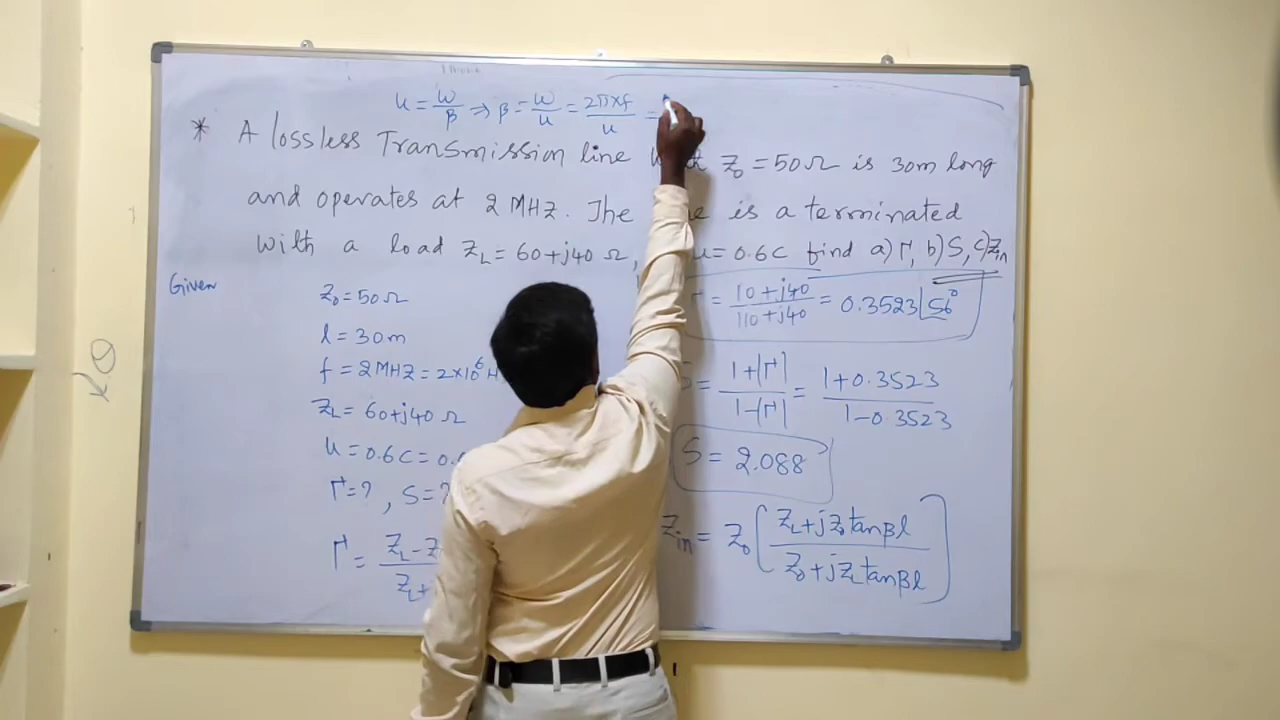 u = ω/β ⇒ β = ω/u = 2π×f/u =
* A lossless Transmission line Z₀ = 50Ω is 30m long
and operates at 2 MHz. The is a terminated
with a load Z_L = 60+j40 Ω, u = 0.6C find a) Γ, b) S, c) Z_in
Given
Z₀ = 50Ω
l = 30m
f = 2MHZ = 2×10⁶ H
Z_L = 60+j40 Ω
u = 0.6C = 0.
Γ = ? , S = ?
Γ = Z_L - Z / Z_L +
= 10+j40 / 110+j40 = 0.3523∠56°
= 1+|Γ| / 1-|Γ| = 1+0.3523 / 1-0.3523
S = 2.088
Z_in = Z₀ [ Z_L + jZ₀ tanβl / Z₀ + jZ_L tanβl ]